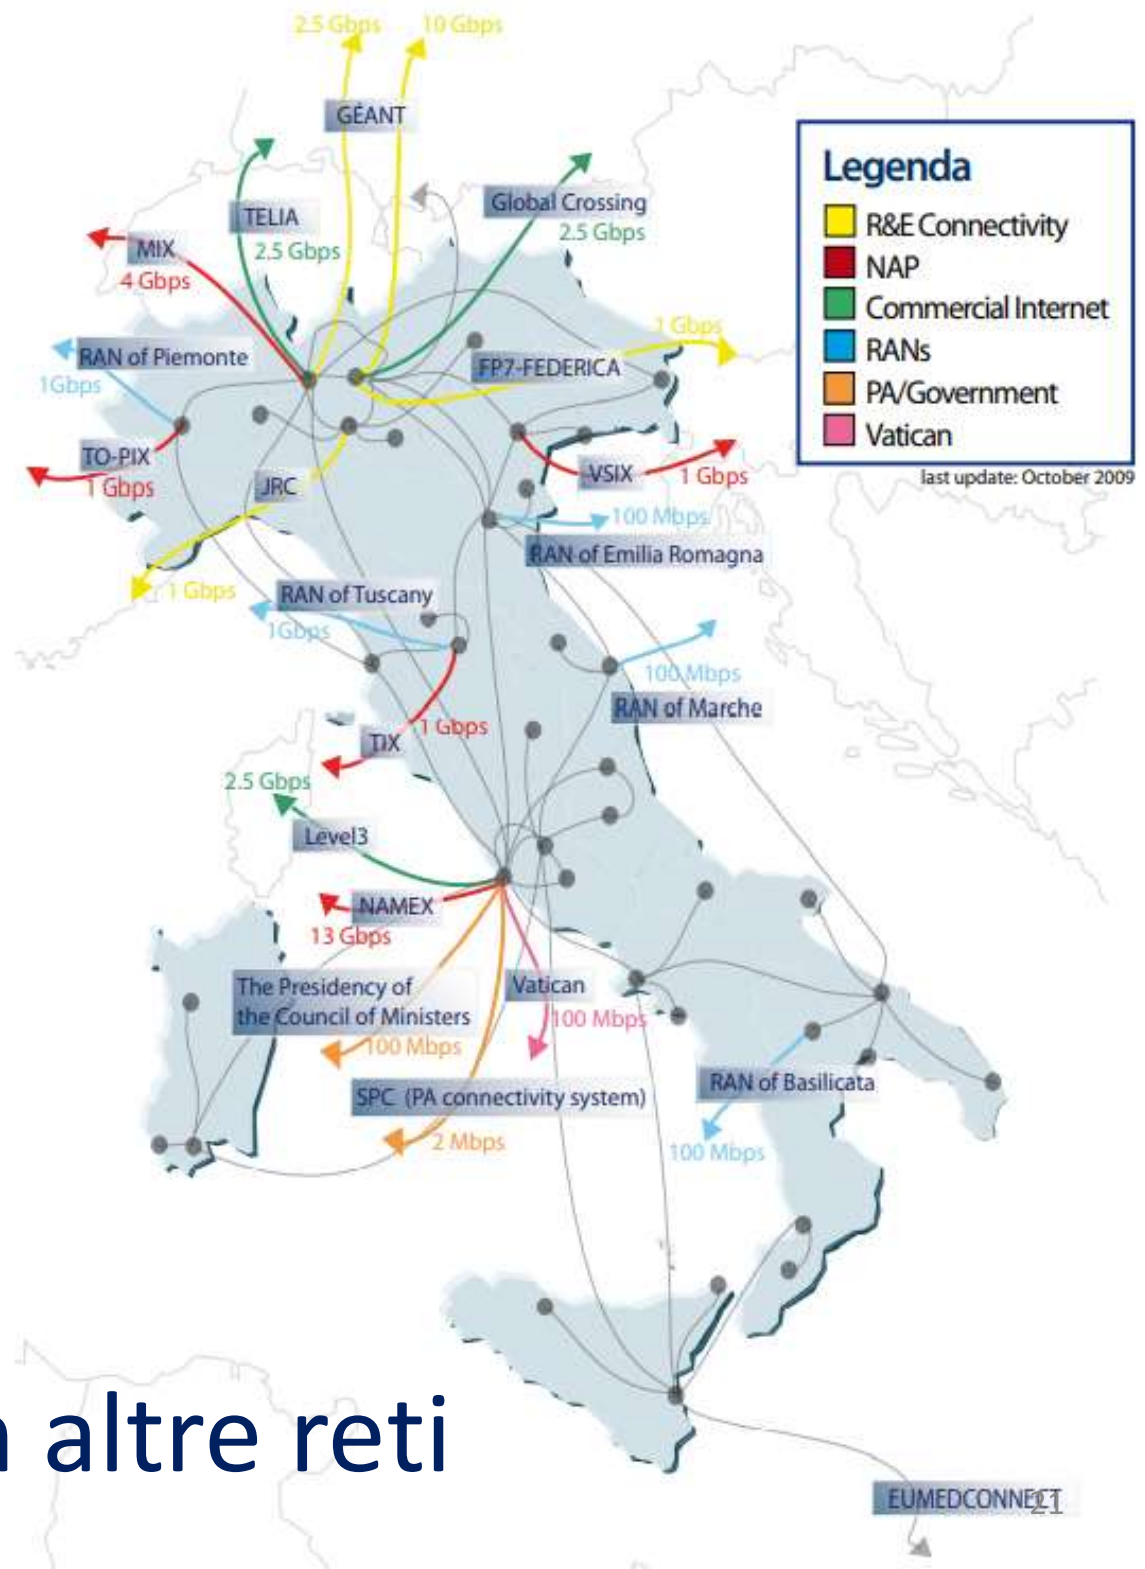 2.5 Gbps
10 Gbps
GÉANT
TELIA
2,5 Gbps
Global Crossing
2.5 Gbps
MIX
4 Gbps
Legenda
R&E Connectivity
NAP
Commercial Internet
RANs
PA/Government
Vatican
last update: October 2009
RAN of Piemonte
1Gbps
1 Gbps
FP7-FEDERICA
TO-PIX
1 Gbps
JRC
1 Gbps
VSIX
1 Gbps
100 Mbps
RAN of Emilia Romagna
RAN of Tuscany
1Gbps
100 Mbps
RAN of Marche
TIX
1 Gbps
2.5 Gbps
Level3
NAMEX
13 Gbps
The Presidency of
the Council of Ministers
100 Mbps
Vatican
100 Mbps
SPC (PA connectivity system)
2 Mbps
RAN of Basilicata
100 Mbps
altre reti
EUMEDCONNECT
21